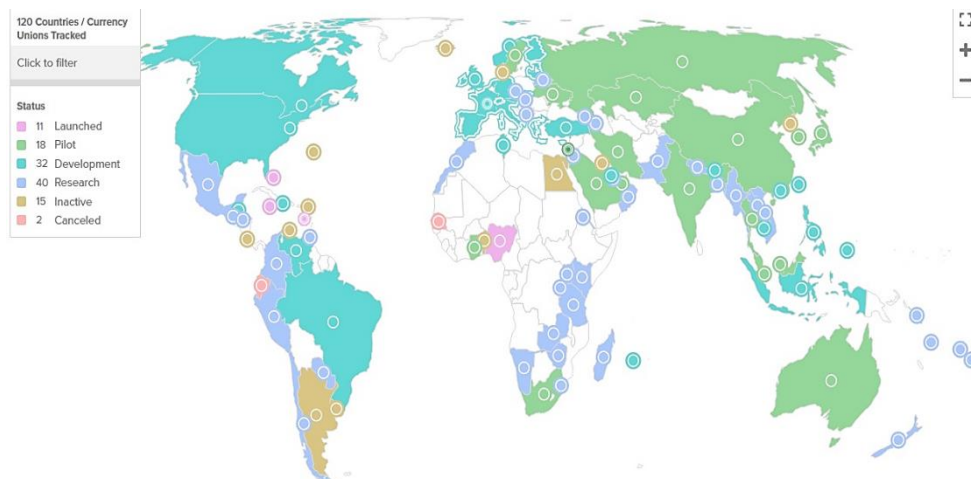 120 Countries / Currency
Unions Tracked
Click to filter
Status
11 Launched
18 Pilot
32 Development
40 Research
15 Inactive
2 Canceled